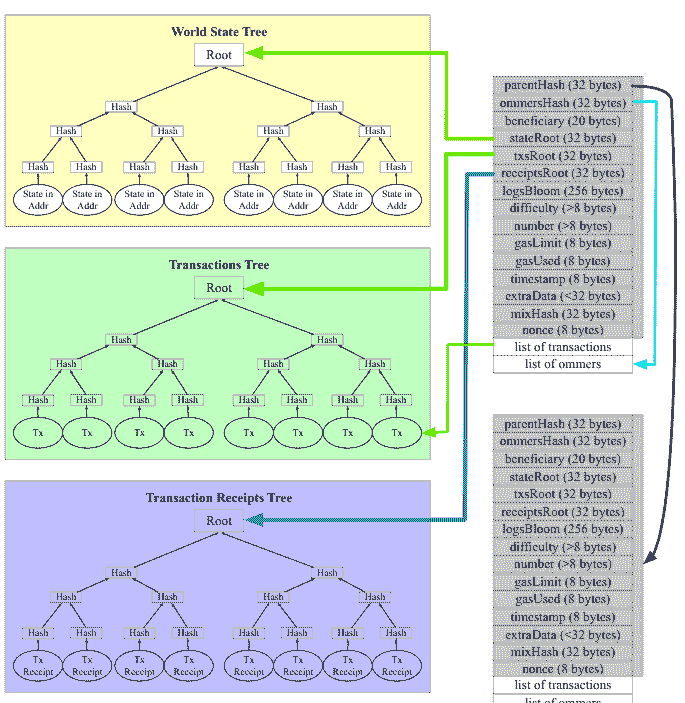 World State Tree
Root
Hash Hash
Hash Hash Hash Hash
Hash Hash Hash Hash Hash Hash Hash Hash
State in State in State in State in State in State in State in State in
Addr Addr Addr Addr Addr Addr Addr Addr
Transactions Tree
Root
Hash Hash
Hash Hash Hash Hash
Hash Hash Hash Hash Hash Hash Hash Hash
Tx Tx Tx Tx Tx Tx Tx Tx
Transaction Receipts Tree
Root
Hash Hash
Hash Hash Hash Hash
Hash Hash Hash Hash Hash Hash Hash Hash
Tx Tx Tx Tx Tx Tx Tx Tx
Receipt Receipt Receipt Receipt Receipt Receipt Receipt Receipt
parentHash (32 bytes)
ommersHash (32 bytes)
beneficiary (20 bytes)
stateRoot (32 bytes)
txsRoot (32 bytes)
receiptsRoot (32 bytes)
logsBloom (256 bytes)
difficulty (>8 bytes)
number (>8 bytes)
gasLimit (8 bytes)
gasUsed (8 bytes)
timestamp (8 bytes)
extraData (<32 bytes)
mixHash (32 bytes)
nonce (8 bytes)
list of transactions
list of ommers
parentHash (32 bytes)
ommersHash (32 bytes)
beneficiary (20 bytes)
stateRoot (32 bytes)
txsRoot (32 bytes)
receiptsRoot (32 bytes)
logsBloom (256 bytes)
difficulty (>8 bytes)
number (>8 bytes)
gasLimit (8 bytes)
gasUsed (8 bytes)
timestamp (8 bytes)
extraData (<32 bytes)
mixHash (32 bytes)
nonce (8 bytes)
list of transactions
list of ommers